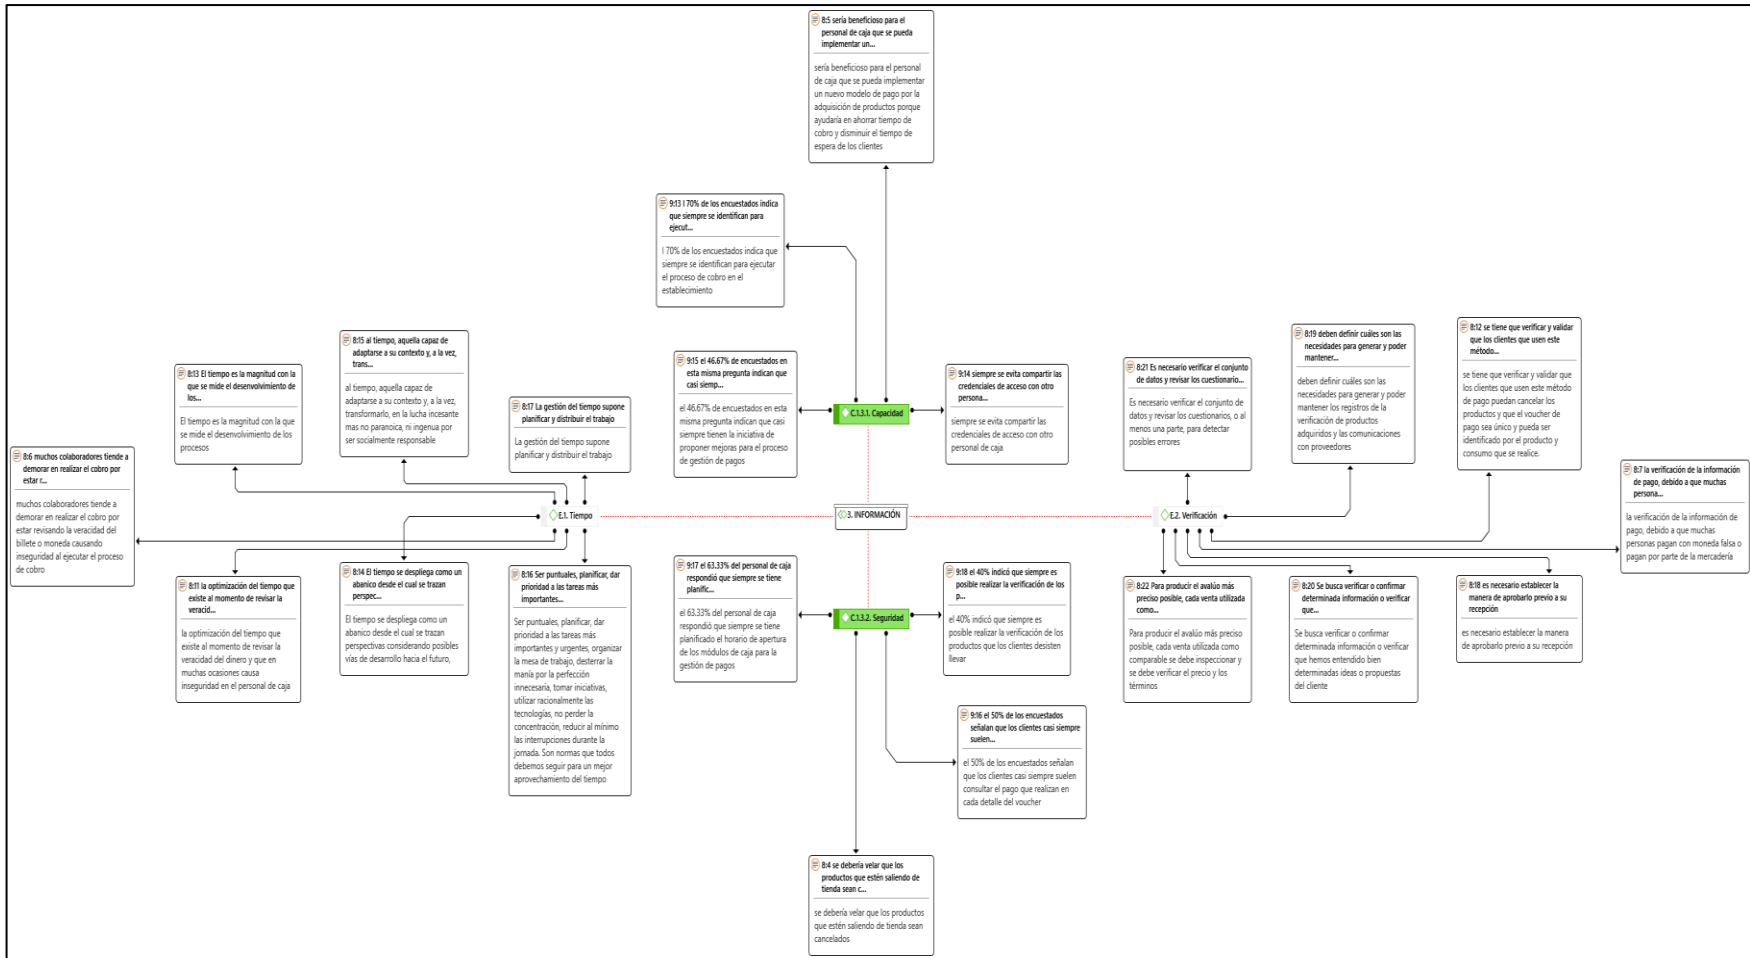 8:5 sería beneficioso para el
personal de caja que se pueda
implementar un...
sería beneficioso para el personal
de caja que se pueda implementar
un nuevo modelo de pago por la
adquisición de productos porque
ayudaría en ahorrar tiempo de
cobro y disminuir el tiempo de
espera de los clientes
9:13 l 70% de los encuestados indica
que siempre se identifican para
ejecut...
l 70% de los encuestados indica que
siempre se identifican para ejecutar
el proceso de cobro en el
establecimiento
8:15 al tiempo, aquella capaz de
adaptarse a su contexto y, a la vez,
trans...
al tiempo, aquella capaz de
adaptarse a su contexto y, a la vez,
transformarlo, en la lucha incesante
mas no paranoica, ni ingenua por
ser socialmente responsable
8:13 El tiempo es la magnitud con la
que se mide el desenvolvimiento de
los...
El tiempo es la magnitud con la que
se mide el desenvolvimiento de los
procesos
8:17 La gestión del tiempo supone
planificar y distribuir el trabajo
La gestión del tiempo supone
planificar y distribuir el trabajo
8:6 muchos colaboradores tiende a
demorar en realizar el cobro por
estar r...
muchos colaboradores tiende a
demorar en realizar el cobro por
estar revisando la veracidad del
billete o moneda causando
inseguridad al ejecutar el proceso
de cobro
9:15 el 46.67% de encuestados en
esta misma pregunta indican que
casi siemp...
el 46.67% de encuestados en esta
misma pregunta indican que casi
siempre tienen la iniciativa de
proponer mejoras para el proceso
de gestión de pagos
C.1.3.1. Capacidad
9:14 siempre se evita compartir las
credenciales de acceso con otro
persona...
siempre se evita compartir las
credenciales de acceso con otro
personal de caja
8:21 Es necesario verificar el conjunto
de datos y revisar los cuestionario...
Es necesario verificar el conjunto
de datos y revisar los cuestionarios, o al
menos una parte, para detectar
posibles errores
8:19 deben definir cuáles son las
necesidades para generar y poder
mantener...
deben definir cuáles son las
necesidades para generar y poder
mantener los registros de la
verificación de productos
adquiridos y las comunicaciones
con proveedores
8:12 se tiene que verificar y validar
que los clientes que usen este
método...
se tiene que verificar y validar
que los clientes que usen este método
de pago puedan cancelar los
productos y que el voucher de
pago sea único y pueda ser
identificado por el producto y
consumo que se realice.
8:7 la verificación de la información
de pago, debido a que muchas
persona...
la verificación de la información de
pago, debido a que muchas
personas pagan con moneda falsa o
pagan por parte de la mercadería
E.1. Tiempo
3. INFORMACIÓN
E.2. Verificación
8:11 la optimización del tiempo que
existe al momento de revisar la
veracid...
la optimización del tiempo que
existe al momento de revisar la
veracidad del dinero y que en
muchas ocasiones causa
inseguridad en el personal de caja
8:14 El tiempo se despliega como un
abanico desde el cual se trazan
perspec...
El tiempo se despliega como un
abanico desde el cual se trazan
perspectivas considerando posibles
vías de desarrollo hacia el futuro,
8:16 Ser puntuales, planificar, dar
prioridad a las tareas más
importantes...
Ser puntuales, planificar, dar
prioridad a las tareas más
importantes y urgentes, organizar
la mesa de trabajo, desterrar la
manía por la perfección
innecesaria, tomar iniciativas,
utilizar racionalmente las
tecnologías, no perder la
concentración, reducir al mínimo
las interrupciones durante la
jornada. Son normas que todos
debemos seguir para un mejor
aprovechamiento del tiempo
9:17 el 63.33% del personal de caja
respondió que siempre se tiene
planific...
el 63.33% del personal de caja
respondió que siempre se tiene
planificado el horario de apertura
de los módulos de caja para la
gestión de pagos
C.1.3.2. Seguridad
9:18 el 40% indicó que siempre es
posible realizar la verificación de los
p...
el 40% indicó que siempre es
posible realizar la verificación de los
productos que los clientes desisten
llevar
8:22 Para producir el avalúo más
preciso posible, cada venta utilizada
como...
Para producir el avalúo más preciso
posible, cada venta utilizada como
comparable se debe inspeccionar y
se debe verificar el precio y los
términos
8:20 Se busca verificar o confirmar
determinada información o verificar
que...
Se busca verificar o confirmar
determinada información o verificar
que hemos entendido bien
determinadas ideas o propuestas
del cliente
8:18 es necesario establecer la
manera de aprobarlo previo a su
recepción
es necesario establecer la manera
de aprobarlo previo a su recepción
9:16 el 50% de los encuestados
señalan que los clientes casi siempre
suelen...
el 50% de los encuestados señalan
que los clientes casi siempre suelen
consultar el pago que realizan en
cada detalle del voucher
8:4 se debería velar que los
productos que estén saliendo de
tienda sean c...
se debería velar que los productos
que estén saliendo de tienda sean
cancelados